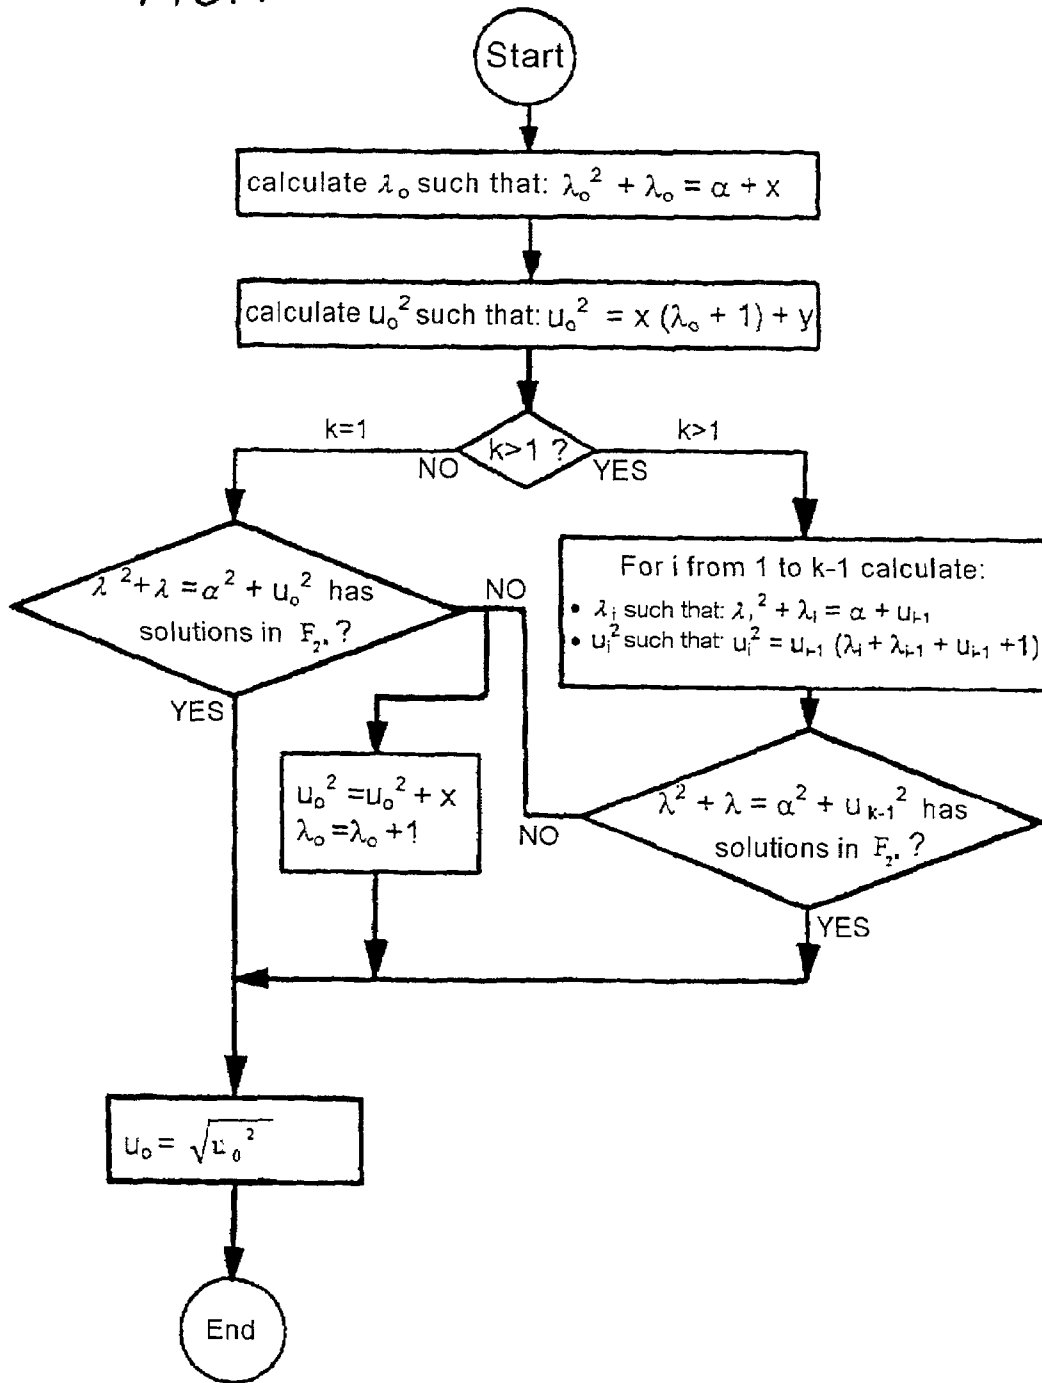 Start
calculate λ₀ such that: λ₀² + λ₀ = α + x
calculate u₀² such that: u₀² = x (λ₀ + 1) + y
k=1
k>1 ?
k>1
NO
YES
λ² + λ = α² + u₀² has
solutions in F₂ₙ ?
YES
NO
For i from 1 to k-1 calculate:
• λᵢ such that: λᵢ² + λᵢ = α + uᵢ₋₁
• uᵢ² such that: uᵢ² = uᵢ₋₁ (λᵢ + λᵢ₋₁ + uᵢ₋₁ +1)
u₀² =u₀² + x
λ₀ =λ₀ +1
λ² + λ = α² + uₖ₋₁² has
solutions in F₂ₙ ?
NO
YES
u₀ = √u₀²
End